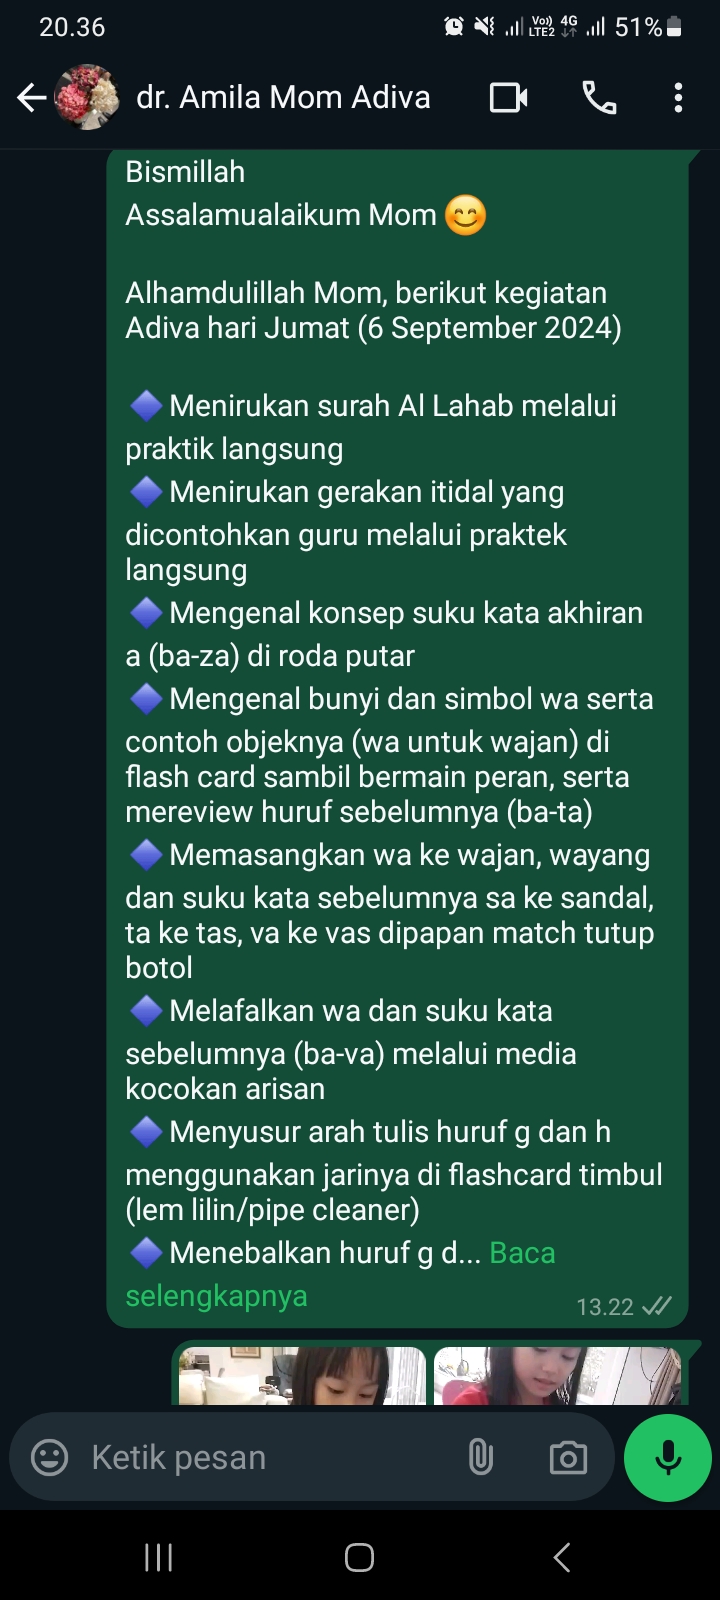 20.36
Vo)) LTE2 4G 51%
dr. Amila Mom Adiva
Bismillah
Assalamualaikum Mom 😊
Alhamdulillah Mom, berikut kegiatan
Adiva hari Jumat (6 September 2024)
🔷 Menirukan surah Al Lahab melalui
praktik langsung
🔷 Menirukan gerakan itidal yang
dicontohkan guru melalui praktek
langsung
🔷 Mengenal konsep suku kata akhiran
a (ba-za) di roda putar
🔷 Mengenal bunyi dan simbol wa serta
contoh objeknya (wa untuk wajan) di
flash card sambil bermain peran, serta
mereview huruf sebelumnya (ba-ta)
🔷 Memasangkan wa ke wajan, wayang
dan suku kata sebelumnya sa ke sandal,
ta ke tas, va ke vas dipapan match tutup
botol
🔷 Melafalkan wa dan suku kata
sebelumnya (ba-va) melalui media
kocokan arisan
🔷 Menyusur arah tulis huruf g dan h
menggunakan jarinya di flashcard timbul
(lem lilin/pipe cleaner)
🔷 Menebalkan huruf g d... Baca
selengkapnya
13.22
Ketik pesan